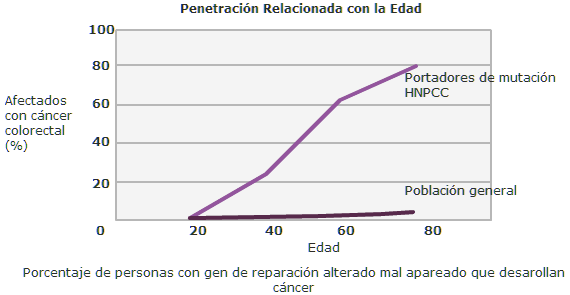 Penetración Relacionada con la Edad
100
80
60
40
20
0
Afectados
con cáncer
colorectal
(%)
Portadores de mutación
HNPCC
Población general
20 40 60 80
Edad
Porcentaje de personas con gen de reparación alterado mal apareado que desarollan
cáncer